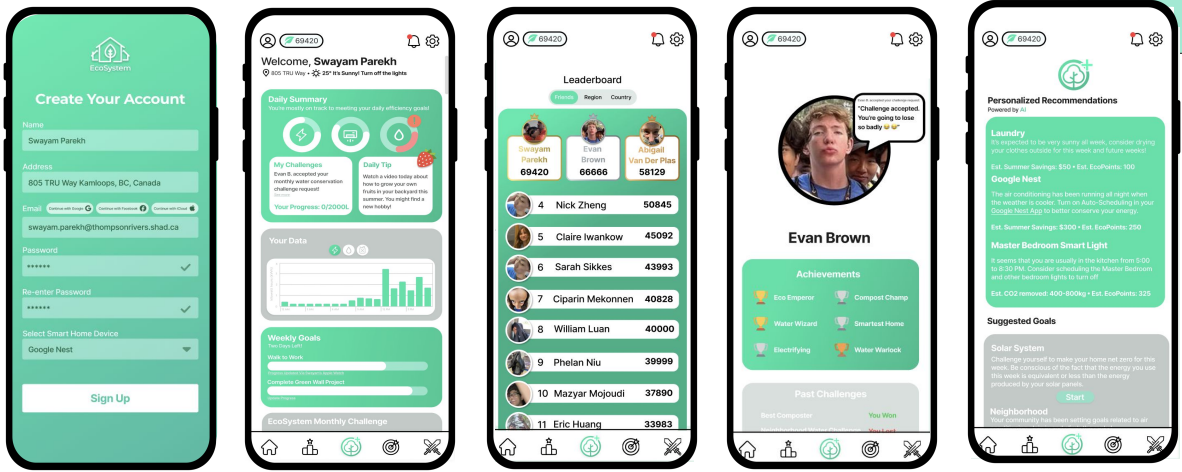 EcoSystem
Create Your Account
Name
Swayam Parekh
Address
805 TRU Way Kamloops, BC, Canada
Email Continue with Google Continue with Facebook Continue with iCloud
swayam.parekh@thompsonrivers.shad.ca
Password
******
Re-enter Password
******
Select Smart Home Device
Google Nest
Sign Up
69420
Welcome, Swayam Parekh
805 TRU Way • 25° It's Sunny! Turn off the lights
Daily Summary
You're mostly on track to meeting your daily efficiency goals!
My Challenges
Evan B. accepted your
monthly water conservation
challenge request!
Your Progress: 0/2000L
Daily Tip
Watch a video today about
how to grow your own
fruits in your backyard this
summer. You might find a
new hobby!
Your Data
Weekly Goals
Two Days Left!
Walk to Work
Complete Green Wall Project
EcoSystem Monthly Challenge
69420
Leaderboard
Friends Region Country
Swayam
Parekh
69420
Evan
Brown
66666
Abigail
Van Der Plas
58129
4 Nick Zheng 50845
5 Claire Iwankow 45092
6 Sarah Sikkes 43993
7 Ciparin Mekonnen 40828
8 William Luan 40000
9 Phelan Niu 39999
10 Mazyar Mojoudi 37890
11 Eric Huang 33983
69420
Evan B. accepted your challenge request!
"Challenge accepted.
You're going to lose
so badly 😂😂"
Evan Brown
Achievements
Eco Emperor
Compost Champ
Water Wizard
Smartest Home
Electrifying
Water Warlock
Past Challenges
Best Composter You Won
Neighborhood Water Challenge You Lost
69420
Personalized Recommendations
Powered by AI
Laundry
It's expected to be very sunny all week, consider drying
your clothes outside for this week and future weeks!
Est. Summer Savings: $50 • Est. EcoPoints: 100
Google Nest
The air conditioning has been running all night when
the weather is cooler. Turn on Auto-Scheduling in your
Google Nest App to better conserve your energy.
Est. Summer Savings: $300 • Est. EcoPoints: 250
Master Bedroom Smart Light
It seems that you are usually in the kitchen from 5:00
to 8:30 PM. Consider scheduling the Master Bedroom
and other bedroom lights to turn off
Est. CO2 removed: 400-800kg • Est. EcoPoints: 325
Suggested Goals
Solar System
Challenge yourself to make your home net zero for this
week. Be conscious of the fact that the energy you use
this week is equivalent or less than the energy
produced by your solar panels.
Start
Neighborhood
Your community has been setting goals related to air